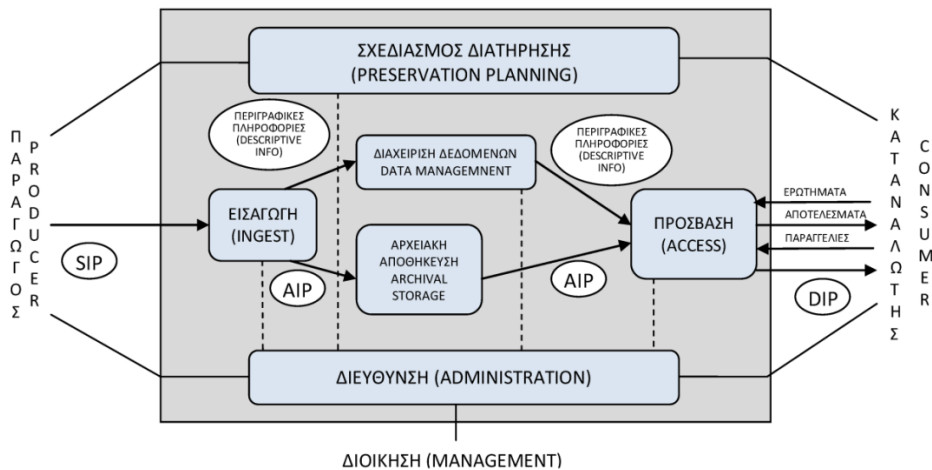 ΣΧΕΔΙΑΣΜΟΣ ΔΙΑΤΗΡΗΣΗΣ
(PRESERVATION PLANNING)
ΠΕΡΙΓΡΑΦΙΚΕΣ
ΠΛΗΡΟΦΟΡΙΕΣ
(DESCRIPTIVE
INFO)
ΠΕΡΙΓΡΑΦΙΚΕΣ
ΠΛΗΡΟΦΟΡΙΕΣ
(DESCRIPTIVE
INFO)
ΔΙΑΧΕΙΡΙΣΗ ΔΕΔΟΜΕΝΩΝ
DATA MANAGEMNENT
ΠΑΡΑΓΩΓΟΣ
PRODUCER
SIP
ΕΙΣΑΓΩΓΗ
(INGEST)
AIP
ΑΡΧΕΙΑΚΗ
ΑΠΟΘΗΚΕΥΣΗ
ARCHIVAL
STORAGE
AIP
ΠΡΟΣΒΑΣΗ
(ACCESS)
ΕΡΩΤΗΜΑΤΑ
ΑΠΟΤΕΛΕΣΜΑΤΑ
ΠΑΡΑΓΓΕΛΙΕΣ
DIP
ΚΑΤΑΝΑΛΩΤΗΣ
CONSUMER
ΔΙΕΥΘΥΝΣΗ (ADMINISTRATION)
ΔΙΟΙΚΗΣΗ (MANAGEMENT)